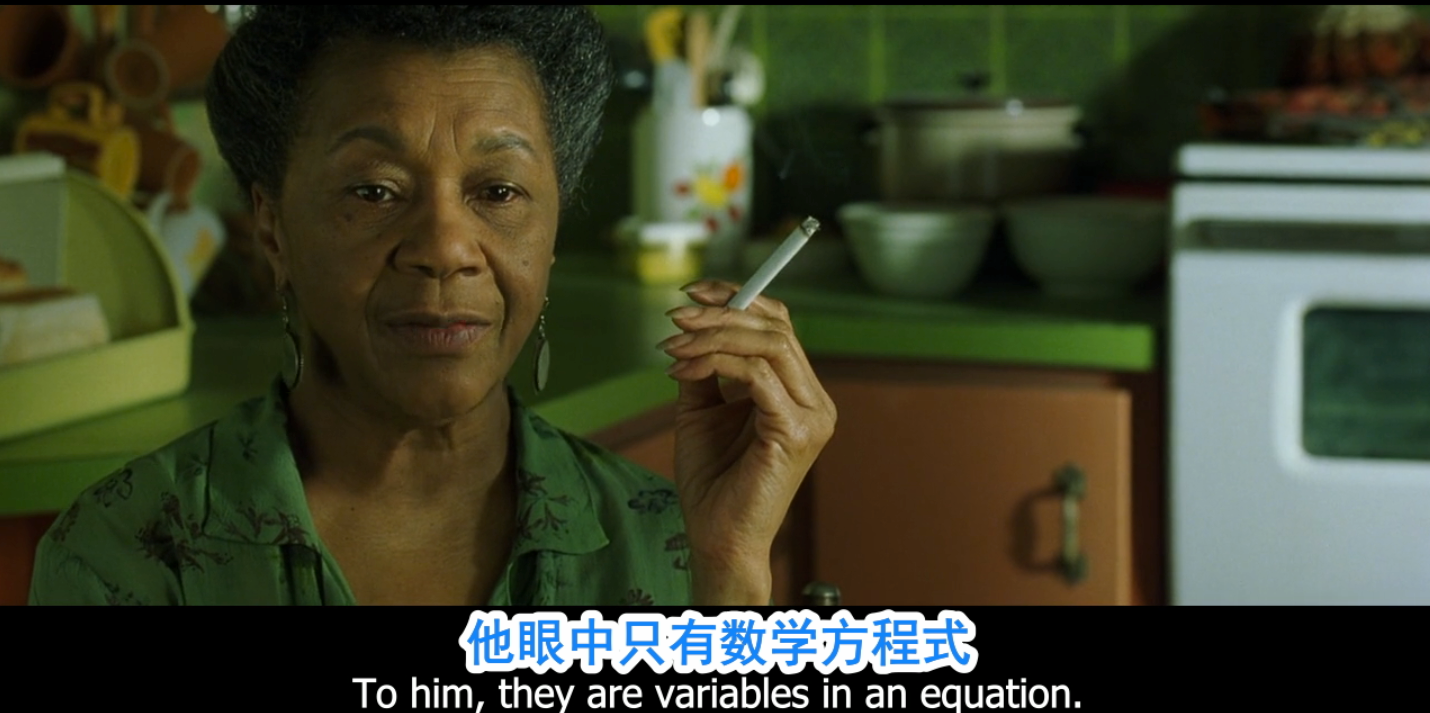 他眼中只有数学方程式
To him, they are variables in an equation.